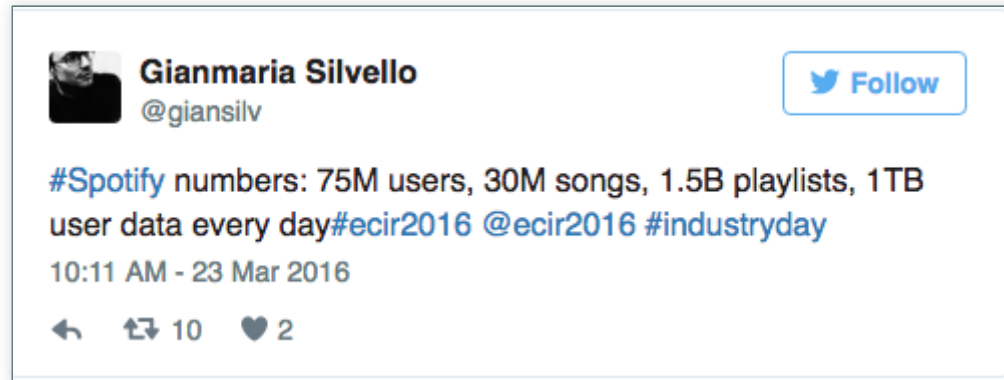 Gianmaria Silvello
@giansilv
Follow
#Spotify numbers: 75M users, 30M songs, 1.5B playlists, 1TB
user data every day#ecir2016 @ecir2016 #industryday
10:11 AM - 23 Mar 2016
10 2